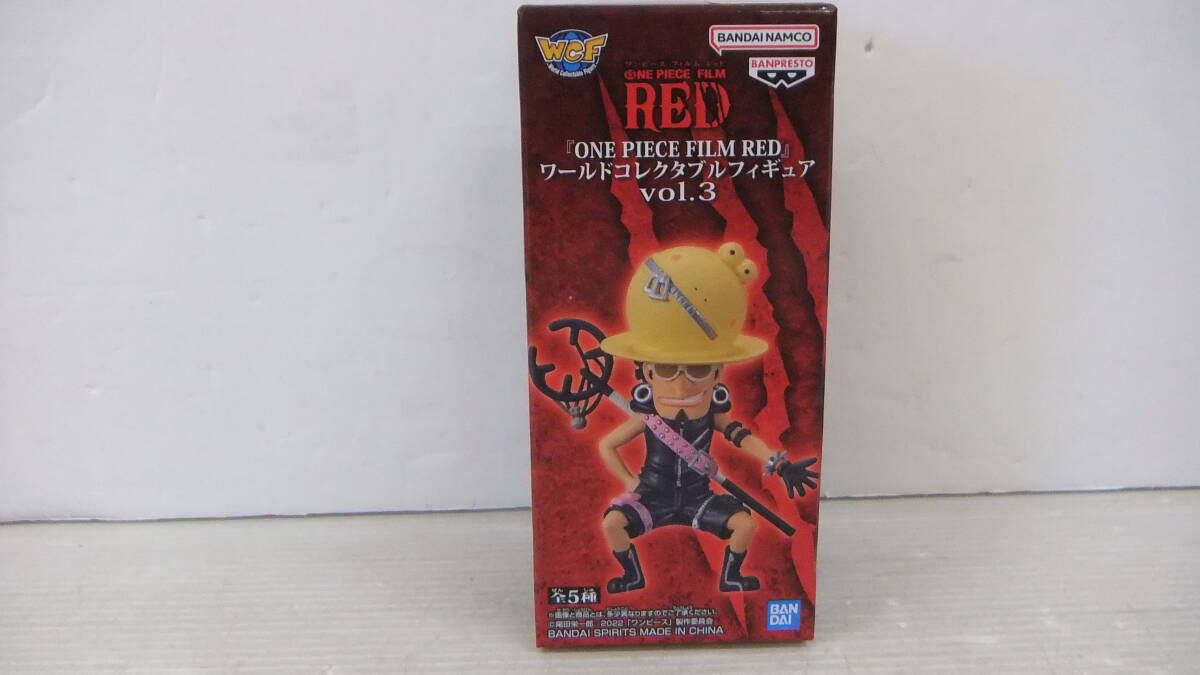 WCF
World Collectable Figure
BANDAI NAMCO
BANPRESTO
ワンピース フィルム レッド
ONE PIECE FILM
RED
『ONE PIECE FILM RED』
ワールドコレクタブルフィギュア
vol.3
全5種
※画像と商品とは、多少異なりますのでご了承ください。
©尾田栄一郎 2022「ワンピース」製作委員会
BANDAI SPIRITS MADE IN CHINA
BAN
DAI